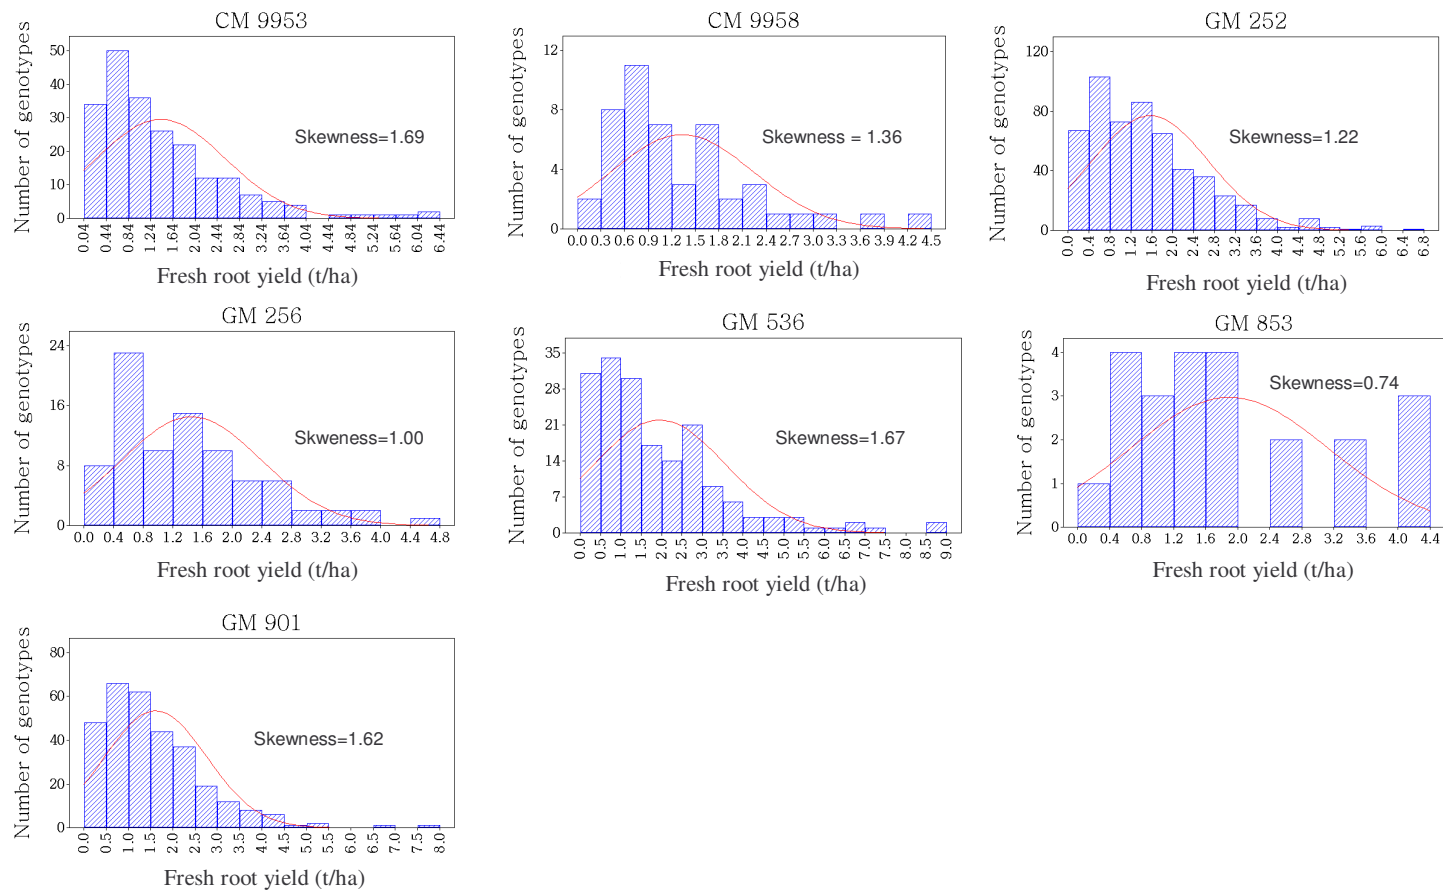 CM 9953
Number of genotypes
50
40
30
20
10
0
Skewness=1.69
0.04 0.44 0.84 1.24 1.64 2.04 2.44 2.84 3.24 3.64 4.04 4.44 4.84 5.24 5.64 6.04 6.44
Fresh root yield (t/ha)
CM 9958
Number of genotypes
12
8
4
0
Skewness = 1.36
0.0 0.3 0.6 0.9 1.2 1.5 1.8 2.1 2.4 2.7 3.0 3.3 3.6 3.9 4.2 4.5
Fresh root yield (t/ha)
GM 252
Number of genotypes
120
80
40
0
Skewness=1.22
0.0 0.4 0.8 1.2 1.6 2.0 2.4 2.8 3.2 3.6 4.0 4.4 4.8 5.2 5.6 6.0 6.4 6.8
Fresh root yield (t/ha)
GM 256
Number of genotypes
24
16
8
0
Skweness=1.00
0.0 0.4 0.8 1.2 1.6 2.0 2.4 2.8 3.2 3.6 4.0 4.4 4.8
Fresh root yield (t/ha)
GM 536
Number of genotypes
35
28
21
14
7
0
Skewness=1.67
0.0 0.5 1.0 1.5 2.0 2.5 3.0 3.5 4.0 4.5 5.0 5.5 6.0 6.5 7.0 7.5 8.0 8.5 9.0
Fresh root yield (t/ha)
GM 853
Number of genotypes
4
3
2
1
0
Skewness=0.74
0.0 0.4 0.8 1.2 1.6 2.0 2.4 2.8 3.2 3.6 4.0 4.4
Fresh root yield (t/ha)
GM 901
Number of genotypes
80
60
40
20
0
Skewness=1.62
0.0 0.5 1.0 1.5 2.0 2.5 3.0 3.5 4.0 4.5 5.0 5.5 6.0 6.5 7.0 7.5 8.0
Fresh root yield (t/ha)